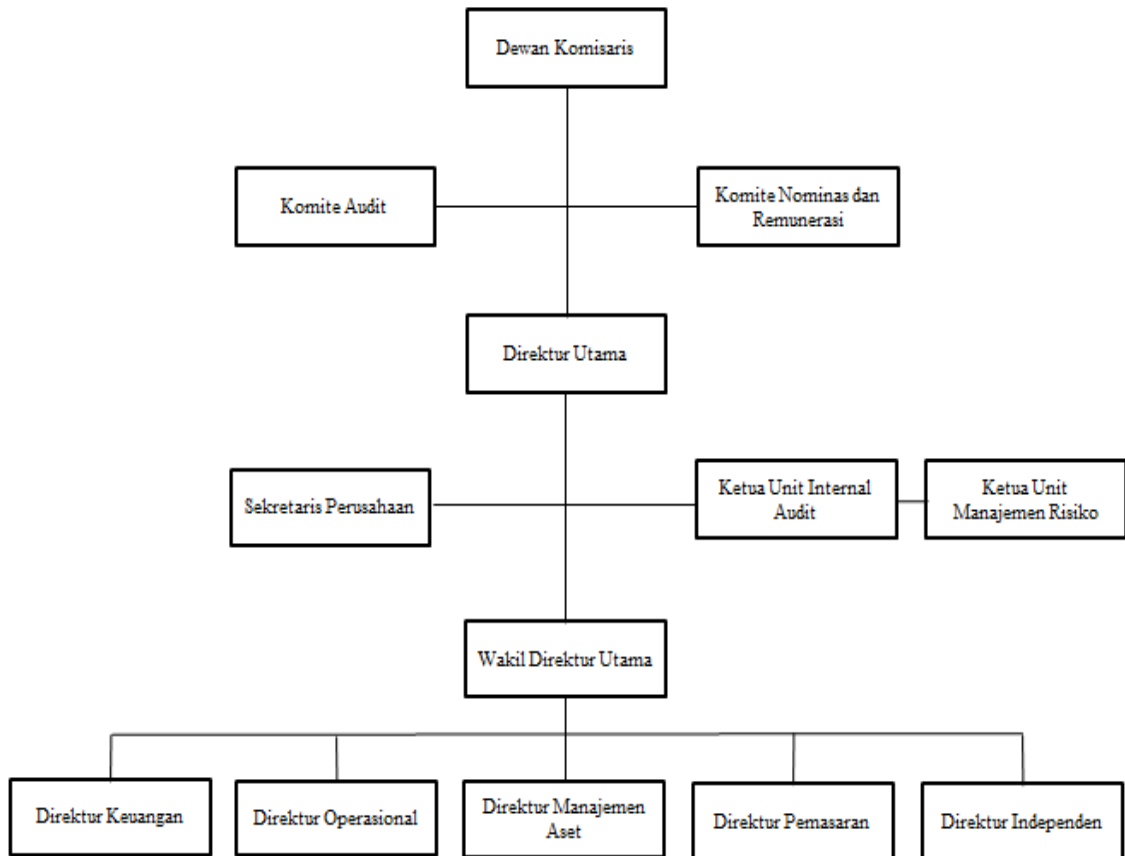 Dewan Komisaris
Komite Audit
Komite Nominas dan
Remunerasi
Direktur Utama
Sekretaris Perusahaan
Ketua Unit Internal
Audit
Ketua Unit
Manajemen Risiko
Wakil Direktur Utama
Direktur Keuangan
Direktur Operasional
Direktur Manajemen
Aset
Direktur Pemasaran
Direktur Independen